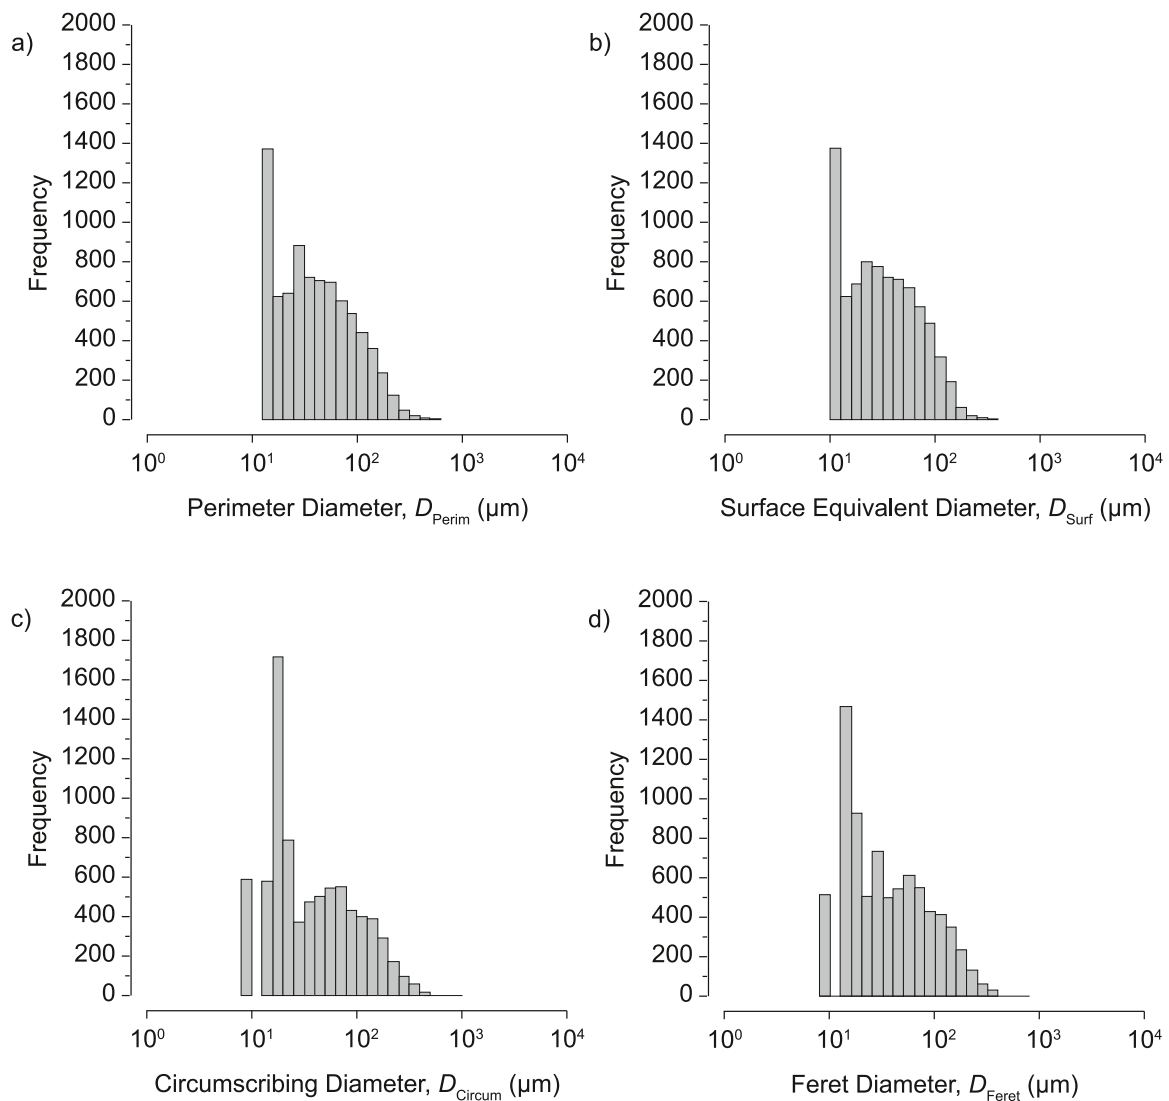 a)
2000
1800
1600
1400
1200
1000
800
600
400
200
0
Frequency
10⁰ 10¹ 10² 10³ 10⁴
Perimeter Diameter, D_Perim (µm)
b)
2000
1800
1600
1400
1200
1000
800
600
400
200
0
Frequency
10⁰ 10¹ 10² 10³ 10⁴
Surface Equivalent Diameter, D_Surf (µm)
c)
2000
1800
1600
1400
1200
1000
800
600
400
200
0
Frequency
10⁰ 10¹ 10² 10³ 10⁴
Circumscribing Diameter, D_Circum (µm)
d)
2000
1800
1600
1400
1200
1000
800
600
400
200
0
Frequency
10⁰ 10¹ 10² 10³ 10⁴
Feret Diameter, D_Feret (µm)